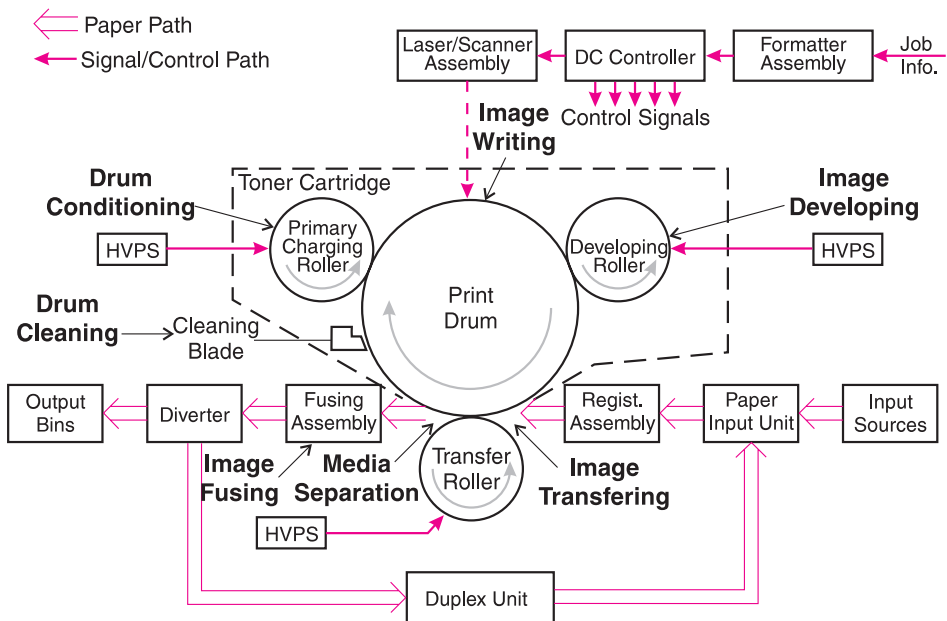 Paper Path
Signal/Control Path
Laser/Scanner
Assembly
DC Controller
Formatter
Assembly
Job
Info.
Control Signals
Image
Writing
Toner Cartridge
Drum
Conditioning
Image
Developing
HVPS
Primary
Charging
Roller
Developing
Roller
HVPS
Print
Drum
Drum
Cleaning
Cleaning
Blade
Output
Bins
Diverter
Fusing
Assembly
Regist.
Assembly
Paper
Input Unit
Input
Sources
Image
Fusing
Media
Separation
Transfer
Roller
Image
Transfering
HVPS
Duplex Unit